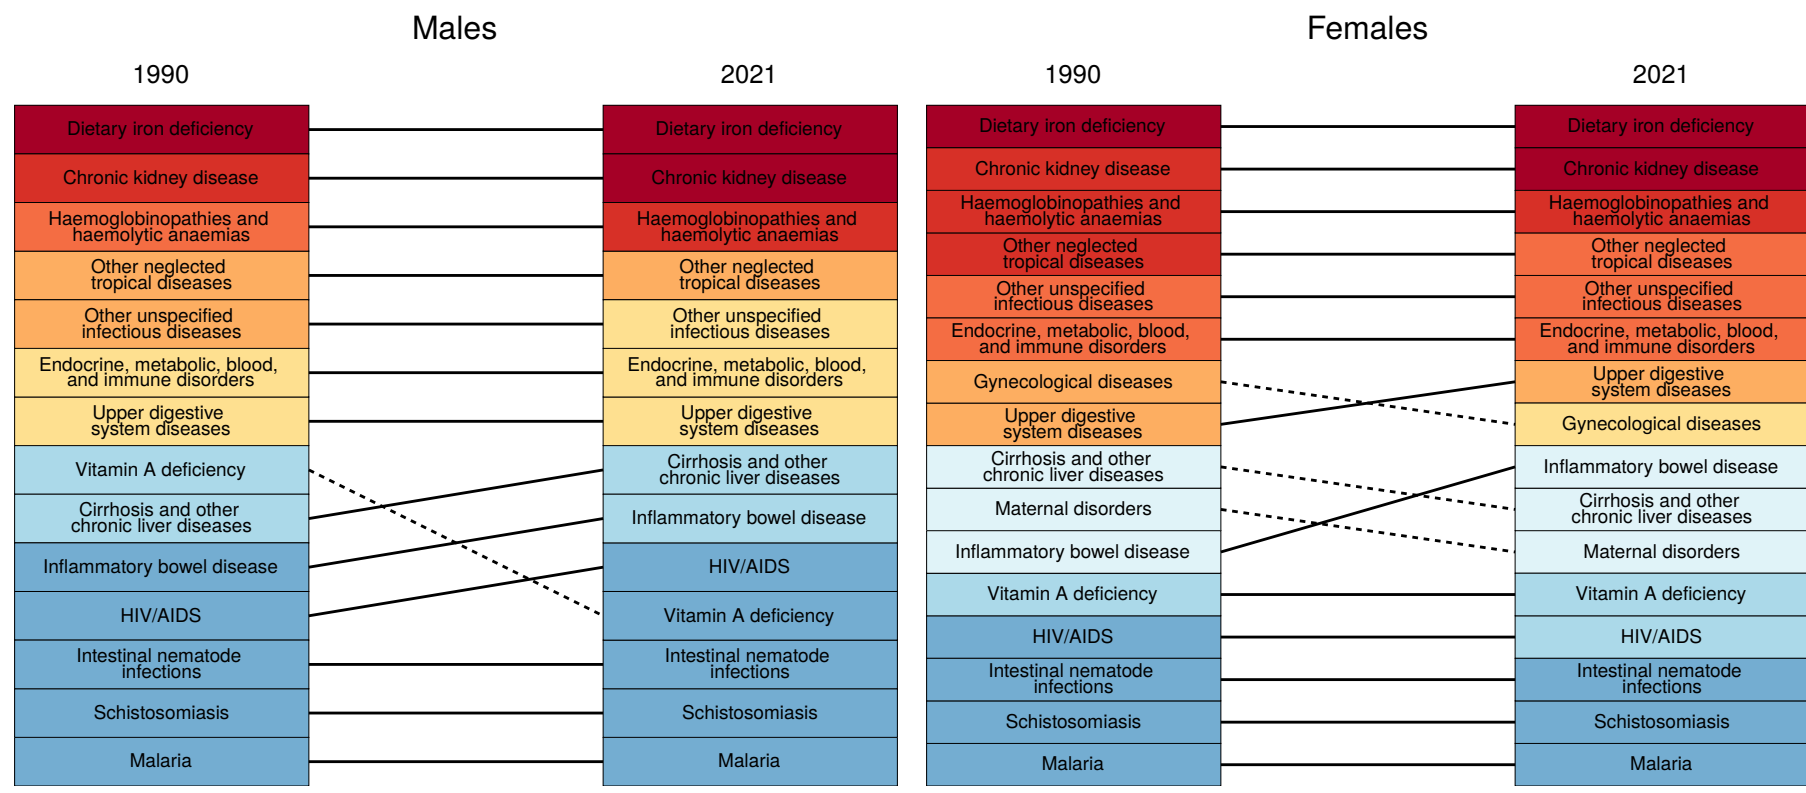 Males
1990
2021
Dietary iron deficiency
Chronic kidney disease
Haemoglobinopathies and
haemolytic anaemias
Other neglected
tropical diseases
Other unspecified
infectious diseases
Endocrine, metabolic, blood,
and immune disorders
Upper digestive
system diseases
Vitamin A deficiency
Cirrhosis and other
chronic liver diseases
Inflammatory bowel disease
HIV/AIDS
Intestinal nematode
infections
Schistosomiasis
Malaria
Dietary iron deficiency
Chronic kidney disease
Haemoglobinopathies and
haemolytic anaemias
Other neglected
tropical diseases
Other unspecified
infectious diseases
Endocrine, metabolic, blood,
and immune disorders
Upper digestive
system diseases
Cirrhosis and other
chronic liver diseases
Inflammatory bowel disease
HIV/AIDS
Vitamin A deficiency
Intestinal nematode
infections
Schistosomiasis
Malaria
Females
1990
2021
Dietary iron deficiency
Chronic kidney disease
Haemoglobinopathies and
haemolytic anaemias
Other neglected
tropical diseases
Other unspecified
infectious diseases
Endocrine, metabolic, blood,
and immune disorders
Gynecological diseases
Upper digestive
system diseases
Cirrhosis and other
chronic liver diseases
Maternal disorders
Inflammatory bowel disease
Vitamin A deficiency
HIV/AIDS
Intestinal nematode
infections
Schistosomiasis
Malaria
Dietary iron deficiency
Chronic kidney disease
Haemoglobinopathies and
haemolytic anaemias
Other neglected
tropical diseases
Other unspecified
infectious diseases
Endocrine, metabolic, blood,
and immune disorders
Upper digestive
system diseases
Gynecological diseases
Inflammatory bowel disease
Cirrhosis and other
chronic liver diseases
Maternal disorders
Vitamin A deficiency
HIV/AIDS
Intestinal nematode
infections
Schistosomiasis
Malaria